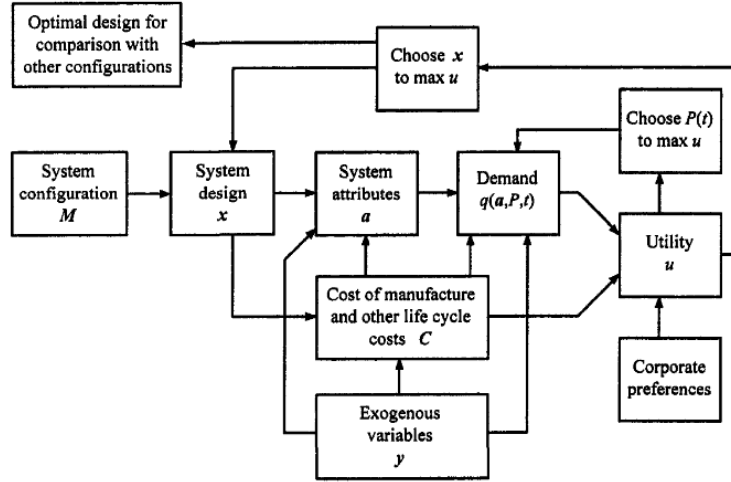 Optimal design for
comparison with
other configurations
Choose x
to max u
Choose P(t)
to max u
System
configuration
M
System
design
x
System
attributes
a
Demand
q(a,P,t)
Utility
u
Cost of manufacture
and other life cycle
costs C
Corporate
preferences
Exogenous
variables
y